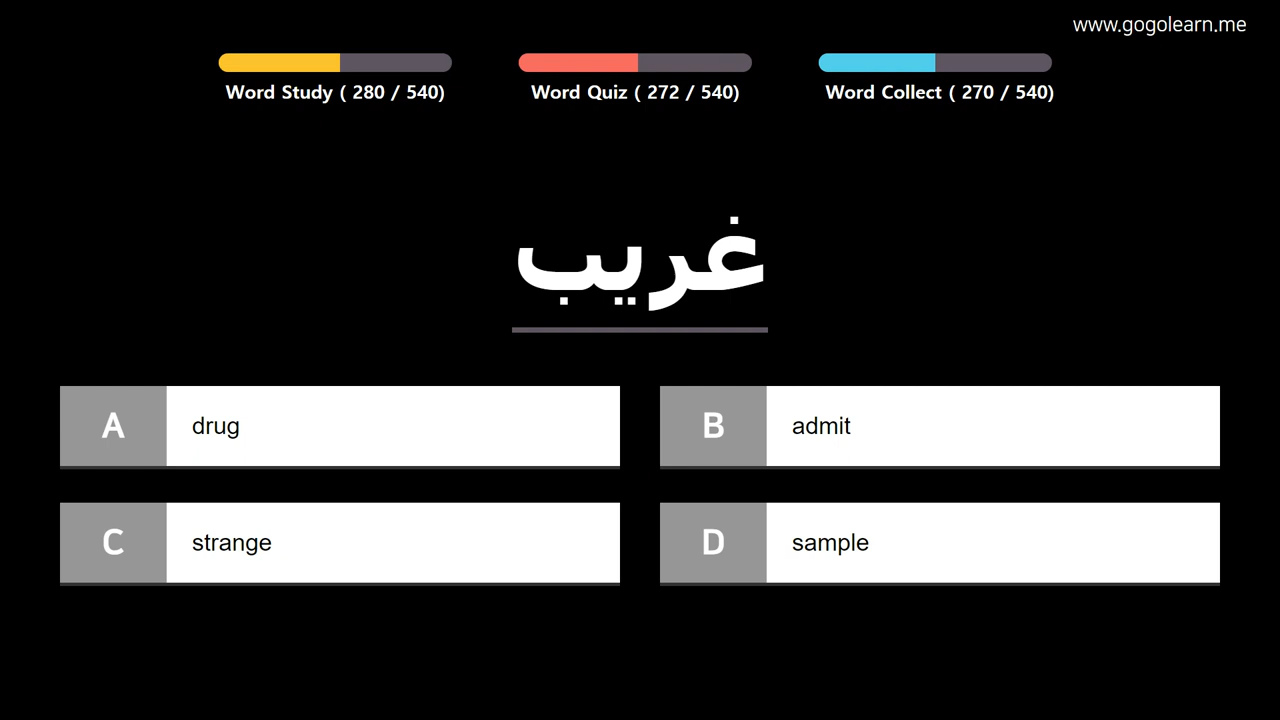 www.gogolearn.me
Word Study ( 280 / 540)
Word Quiz ( 272 / 540)
Word Collect ( 270 / 540)
غريب
A drug
B admit
C strange
D sample